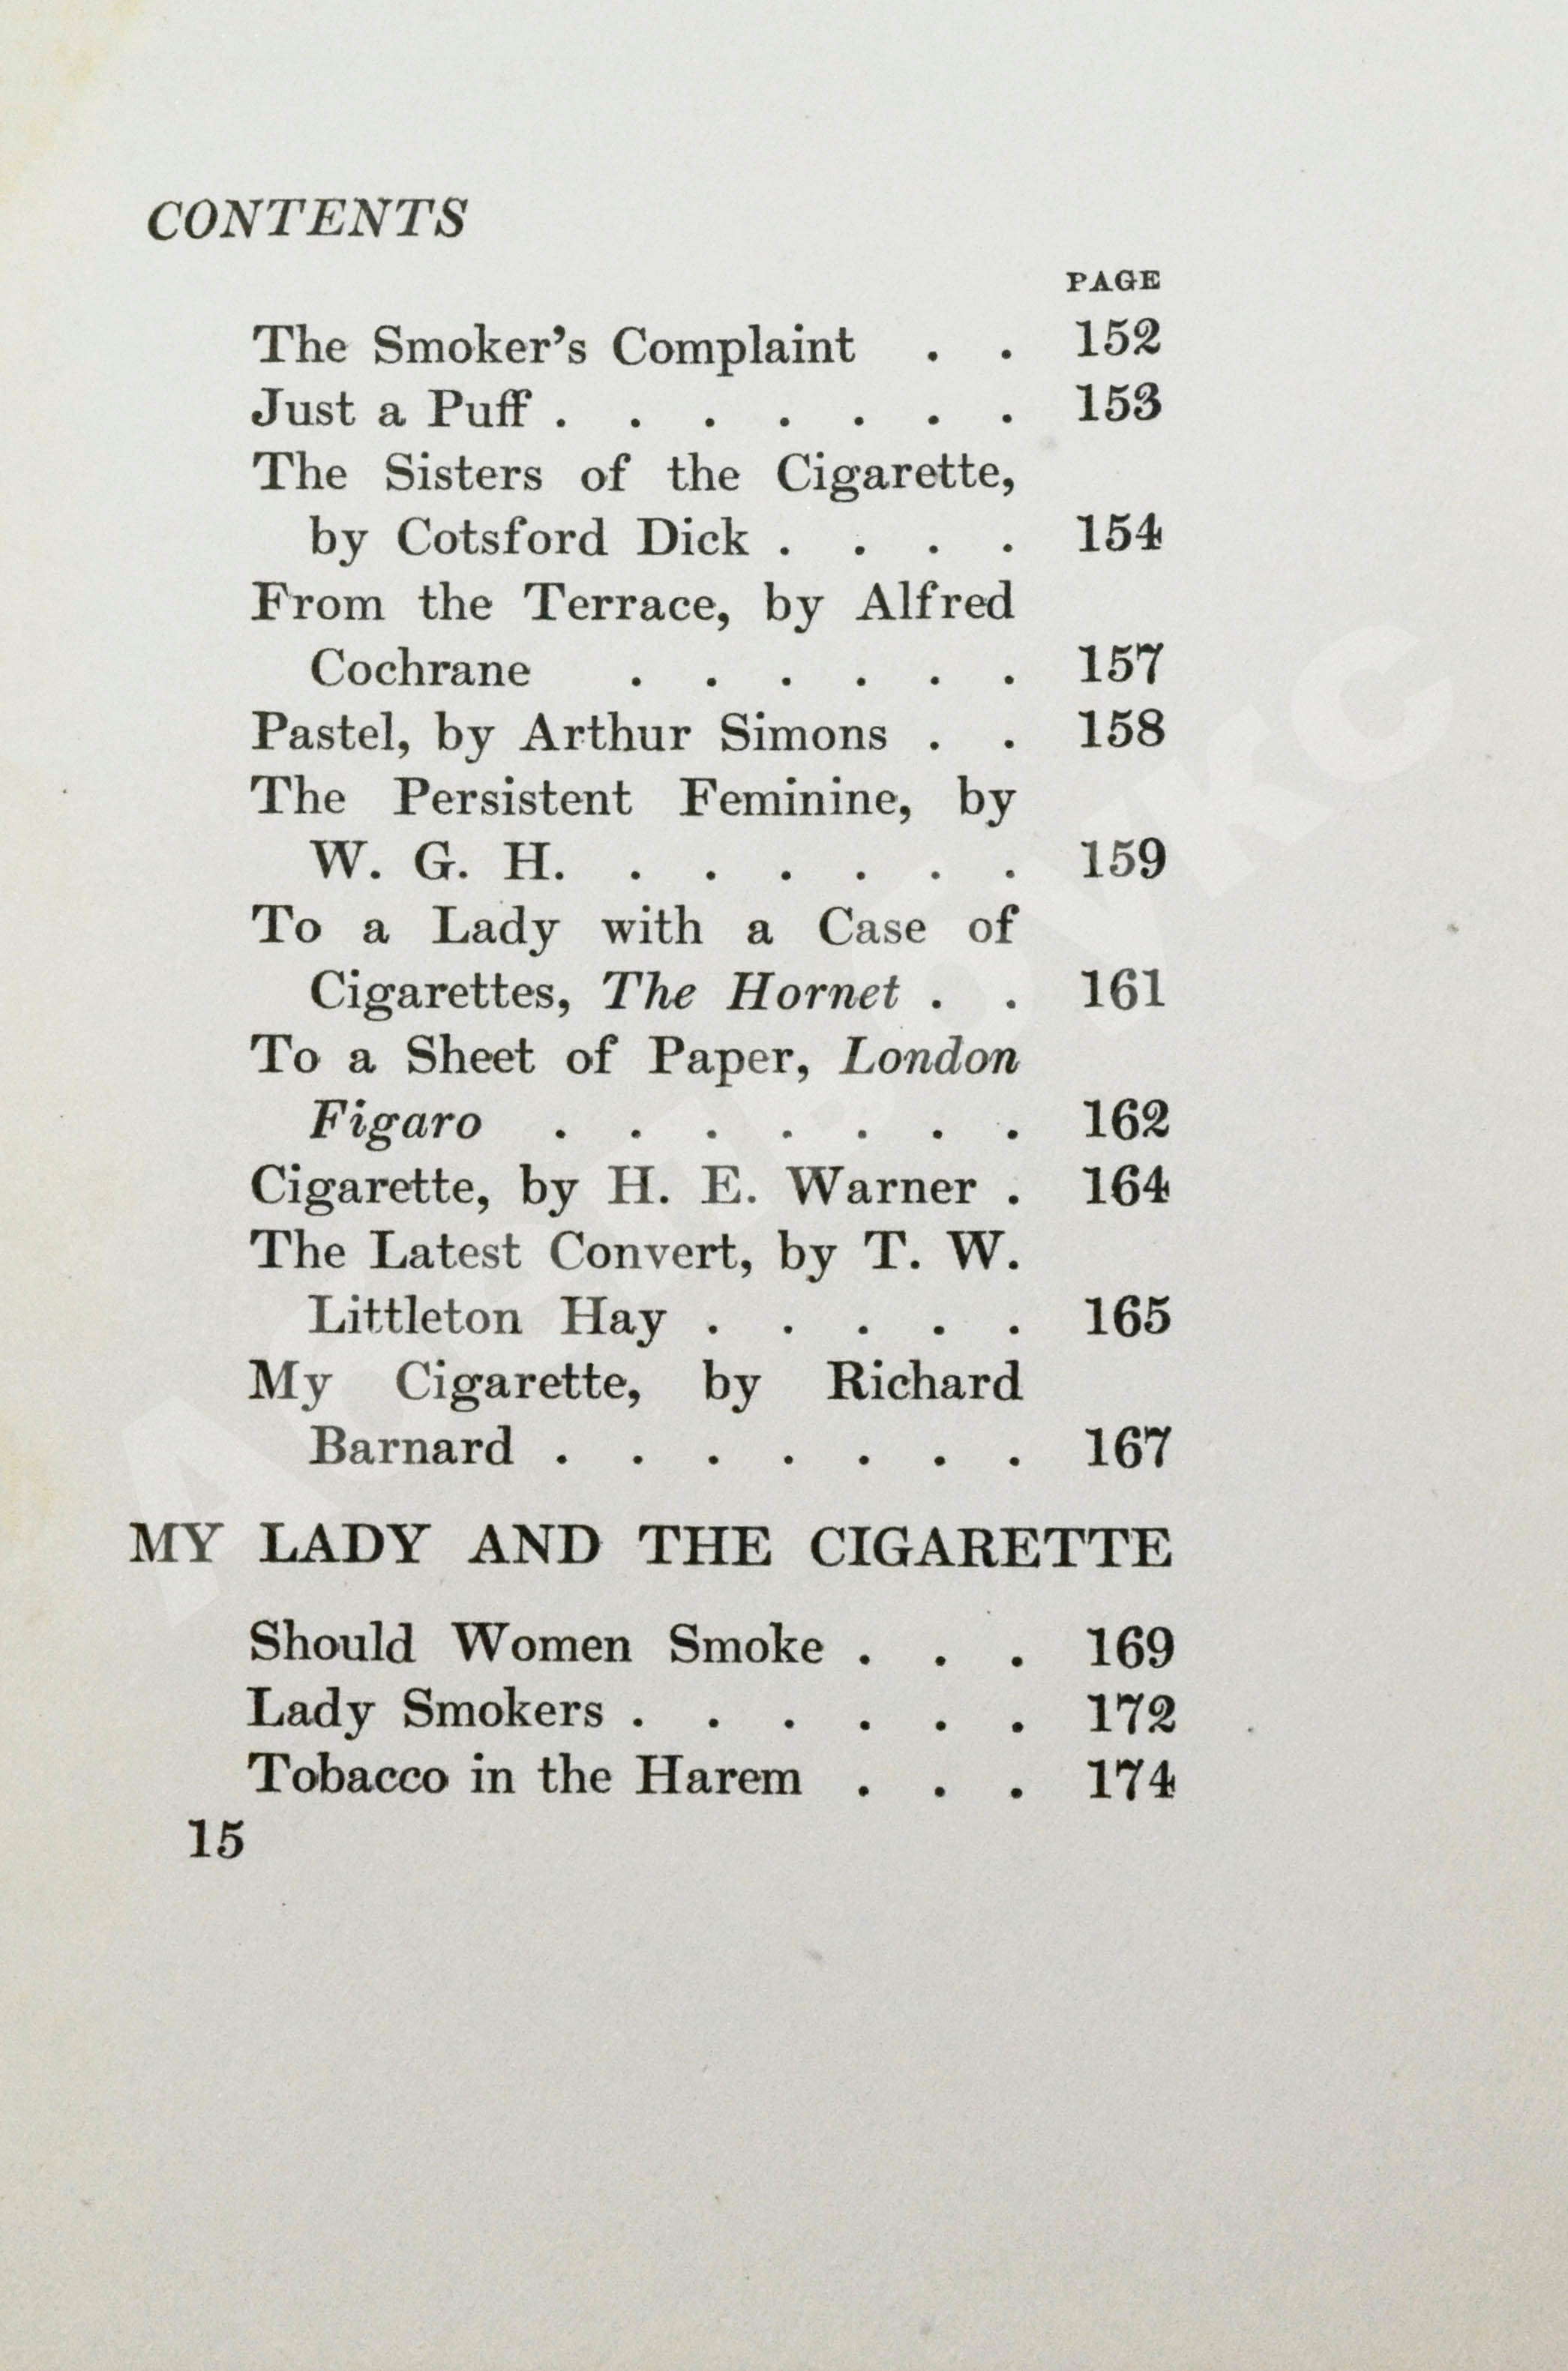 CONTENTS
PAGE
The Smoker’s Complaint . . 152
Just a Puff . . . . . . . 153
The Sisters of the Cigarette,
by Cotsford Dick . . . . 154
From the Terrace, by Alfred
Cochrane . . . . . . 157
Pastel, by Arthur Simons . . 158
The Persistent Feminine, by
W. G. H. . . . . . . 159
To a Lady with a Case of
Cigarettes, The Hornet . . 161
To a Sheet of Paper, London
Figaro . . . . . . . 162
Cigarette, by H. E. Warner . 164
The Latest Convert, by T. W.
Littleton Hay . . . . . 165
My Cigarette, by Richard
Barnard . . . . . . . 167
MY LADY AND THE CIGARETTE
Should Women Smoke . . . 169
Lady Smokers . . . . . . 172
Tobacco in the Harem . . . 174
15